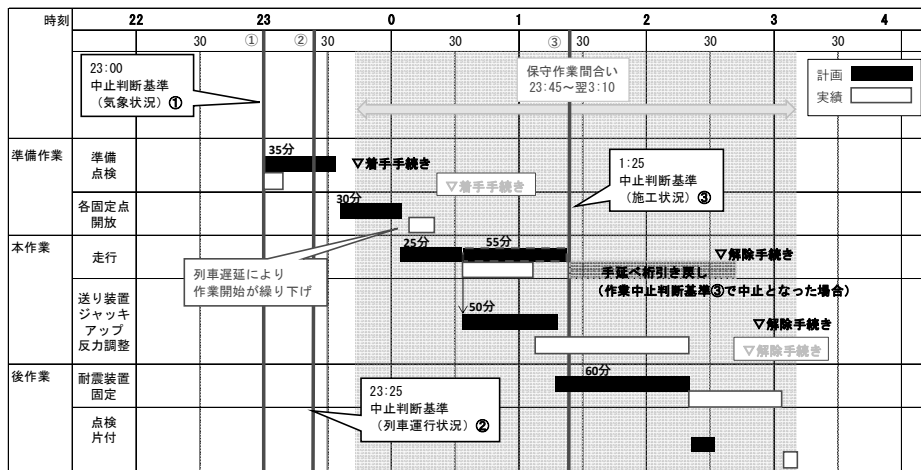 時刻 22 23 0 1 2 3 4
30 ① ② 30 30 ③ 30 30 30
23:00
中止判断基準
（気象状況）①
保守作業間合い
23:45～翌3:10
計画
実績
準備作業
準備
点検
35分
▽着手手続き
▽着手手続き
1:25
中止判断基準
（施工状況）③
各固定点
開放
30分
本作業
走行
25分 55分
▽解除手続き
手延べ桁引き戻し
（作業中止判断基準③で中止となった場合）
列車遅延により
作業開始が繰り下げ
送り装置
ジャッキ
アップ
反力調整
50分
▽解除手続き
▽解除手続き
後作業
耐震装置
固定
60分
23:25
中止判断基準
（列車運行状況）②
点検
片付